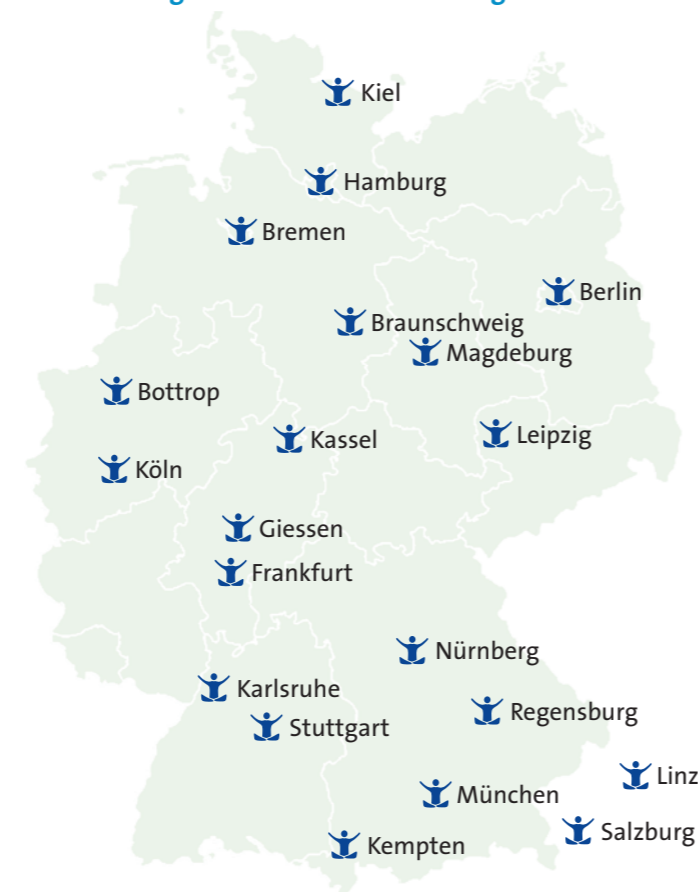 Kiel
Hamburg
Bremen
Berlin
Braunschweig
Magdeburg
Bottrop
Kassel
Leipzig
Köln
Giessen
Frankfurt
Nürnberg
Karlsruhe
Regensburg
Stuttgart
Linz
München
Salzburg
Kempten